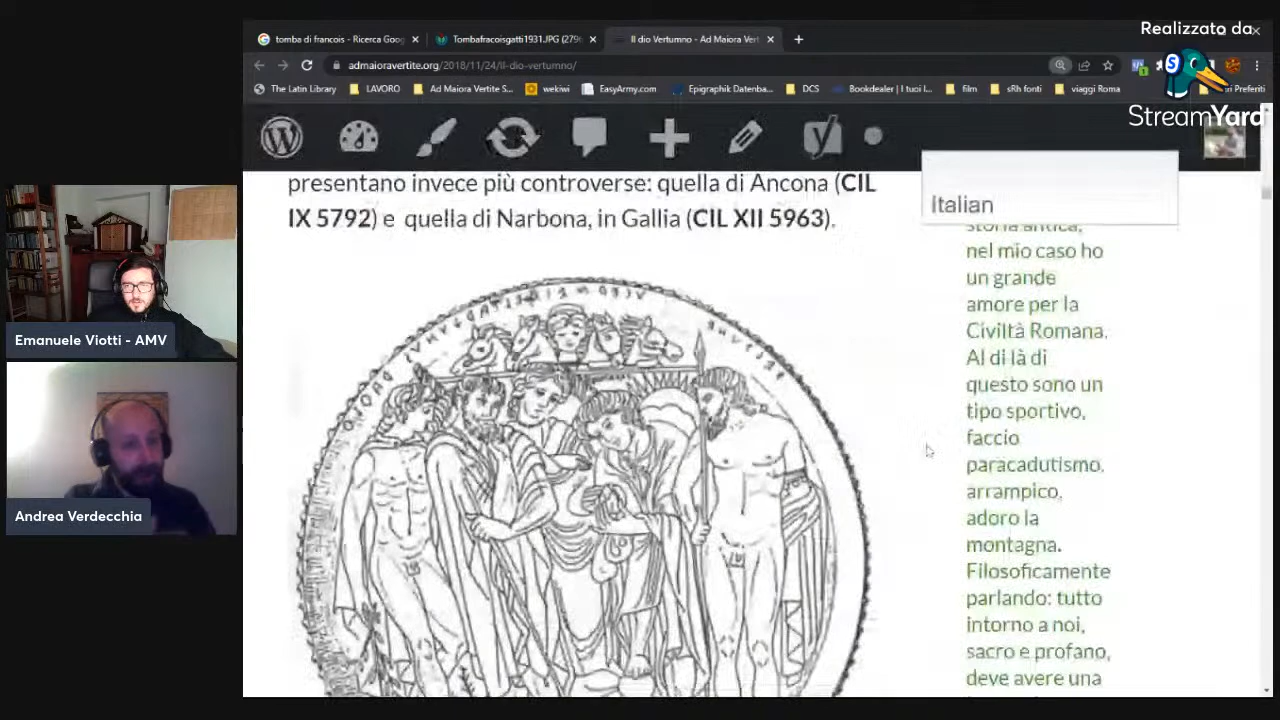 Realizzato da
StreamYard
tomba di francois - Ricerca Goo
Tombafracoisgatti1931.JPG (279
Il dio Vertumno - Ad Maiora Ver
admaioravertite.org/2018/11/24/il-dio-vertumno/
The Latin Library
LAVORO
Ad Maiora Vertite S...
wekiwi
EasyArmy.com
Epigraphik Datenba...
DCS
Bookdealer | I tuoi l...
film
sRh fonti
viaggi Roma
ri Preferiti
presentano invece più controverse: quella di Ancona (CIL
IX 5792) e quella di Narbona, in Gallia (CIL XII 5963).
Italian
storia antica,
nel mio caso ho
un grande
amore per la
Civiltà Romana.
Al di là di
questo sono un
tipo sportivo,
faccio
paracadutismo,
arrampico,
adoro la
montagna.
Filosoficamente
parlando: tutto
intorno a noi,
sacro e profano,
deve avere una
Emanuele Viotti - AMV
Andrea Verdecchia